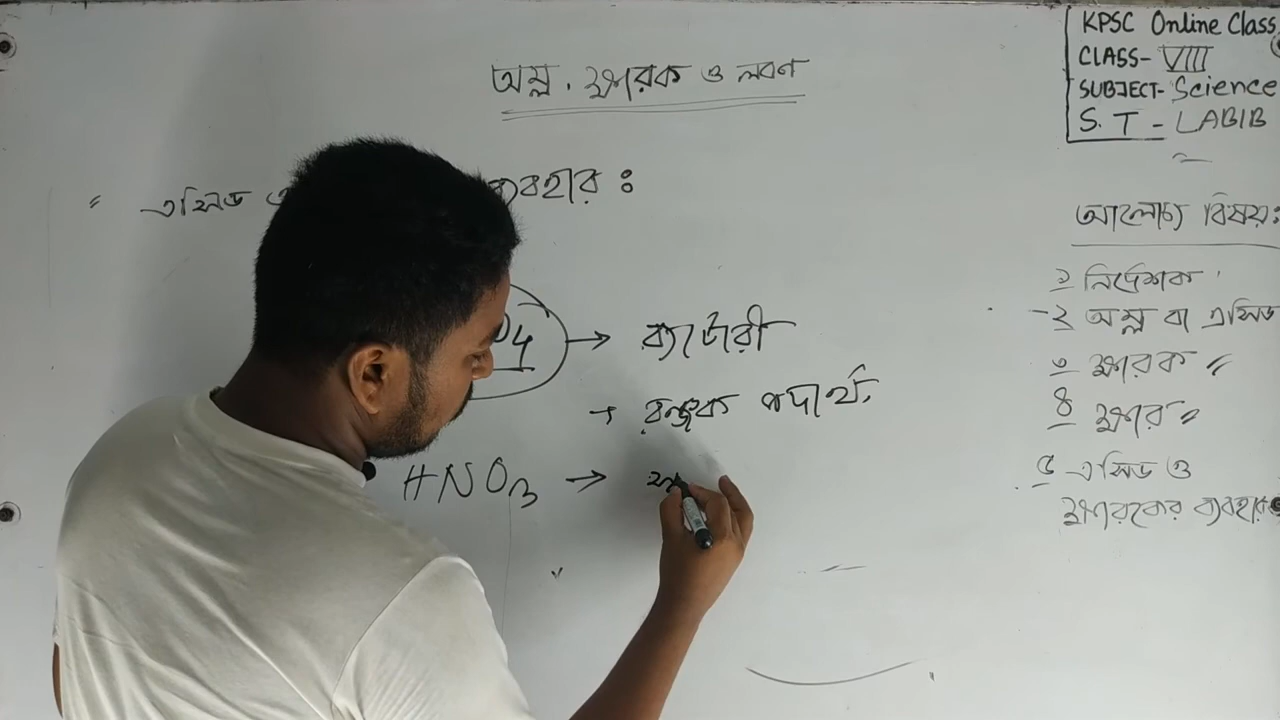 KPSC Online Class
CLASS- VIII
SUBJECT- Science
S. T - LABIB
অম্ল . ক্ষারক ও লবণ
" এসিড ও ব্যবহার :
O4 → ব্যাটারী
→ রঞ্জক পদার্থ
HNO3 →
আলোচ্য বিষয়:
১ নির্দেশক
-২ অম্ল বা এসিড
৩ ক্ষারক "
৪ ক্ষার "
৫ এসিড ও
ক্ষারকের ব্যবহার